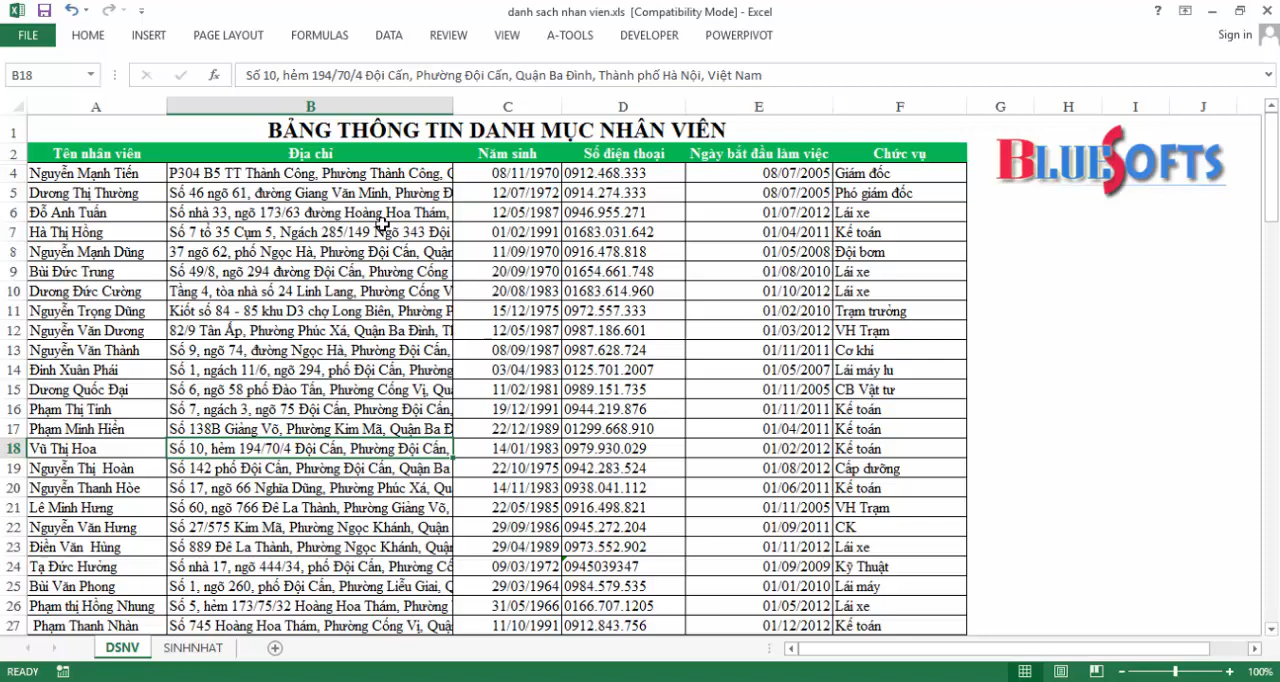 danh sach nhan vien.xls [Compatibility Mode] - Excel
?
FILE HOME INSERT PAGE LAYOUT FORMULAS DATA REVIEW VIEW A-TOOLS DEVELOPER POWERPIVOT Sign in
B18 fx Số 10, hẻm 194/70/4 Đội Cấn, Phường Đội Cấn, Quận Ba Đình, Thành phố Hà Nội, Việt Nam
A B C D E F G H I J
1 BẢNG THÔNG TIN DANH MỤC NHÂN VIÊN
BLUESOFTS
2 Tên nhân viên Địa chỉ Năm sinh Số điện thoại Ngày bắt đầu làm việc Chức vụ
4 Nguyễn Mạnh Tiến P304 B5 TT Thành Công, Phường Thành Công, Q 08/11/1970 0912.468.333 08/07/2005 Giám đốc
5 Dương Thị Thường Số 46 ngõ 61, đường Giang Văn Minh, Phường Đ 12/07/1972 0914.274.333 08/07/2005 Phó giám đốc
6 Đỗ Anh Tuấn Số nhà 33, ngõ 173/63 đường Hoàng Hoa Thám, 12/05/1987 0946.955.271 01/07/2012 Lái xe
7 Hà Thị Hồng Số 7 tổ 35 Cụm 5, Ngách 285/149 Ngõ 343 Đội 01/02/1991 01683.031.642 01/04/2011 Kế toán
8 Nguyễn Mạnh Dũng 37 ngõ 62, phố Ngọc Hà, Phường Đội Cấn, Quận 11/09/1970 0916.478.818 01/05/2008 Đội bơm
9 Bùi Đức Trung Số 49/8, ngõ 294 đường Đội Cấn, Phường Cống 20/09/1970 01654.661.748 01/08/2010 Lái xe
10 Dương Đức Cường Tầng 4, tòa nhà số 24 Linh Lang, Phường Cống V 20/08/1983 01683.614.960 01/10/2012 Lái xe
11 Nguyễn Trọng Dũng Kiốt số 84 - 85 khu D3 chợ Long Biên, Phường P 15/12/1975 0972.557.333 01/02/2010 Trạm trưởng
12 Nguyễn Văn Dương 82/9 Tân Ấp, Phường Phúc Xá, Quận Ba Đình, Th 12/05/1987 0987.186.601 01/03/2012 VH Trạm
13 Nguyễn Văn Thành Số 9, ngõ 74, đường Ngọc Hà, Phường Đội Cấn, 08/09/1987 0987.628.724 01/11/2011 Cơ khí
14 Đinh Xuân Phái Số 1, ngách 11/6, ngõ 294, phố Đội Cấn, Phường 03/04/1983 0125.701.2007 01/05/2007 Lái máy lu
15 Dương Quốc Đại Số 6, ngõ 58 phố Đào Tấn, Phường Cống Vị, Quậ 11/02/1981 0989.151.735 01/11/2005 CB Vật tư
16 Phạm Thị Tính Số 7, ngách 3, ngõ 75 Đội Cấn, Phường Đội Cấn, 19/12/1991 0944.219.876 01/11/2011 Kế toán
17 Phạm Minh Hiển Số 138B Giảng Võ, Phường Kim Mã, Quận Ba Đ 22/12/1989 01299.668.910 01/04/2011 Kế toán
18 Vũ Thị Hoa Số 10, hẻm 194/70/4 Đội Cấn, Phường Đội Cấn, 14/01/1983 0979.930.029 01/02/2012 Kế toán
19 Nguyễn Thị Hoàn Số 142 phố Đội Cấn, Phường Đội Cấn, Quận Ba 22/10/1975 0942.283.524 01/08/2012 Cấp dưỡng
20 Nguyễn Thanh Hòe Số 17, ngõ 66 Nghĩa Dũng, Phường Phúc Xá, Quậ 14/11/1983 0938.041.112 01/06/2011 Kế toán
21 Lê Minh Hưng Số 60, ngõ 766 Đê La Thành, Phường Giảng Võ, 22/05/1985 0916.498.821 01/11/2005 VH Trạm
22 Nguyễn Văn Hưng Số 27/575 Kim Mã, Phường Ngọc Khánh, Quận 29/09/1986 0945.272.204 01/09/2011 CK
23 Điền Văn Hùng Số 889 Đê La Thành, Phường Ngọc Khánh, Quậ 29/04/1989 0973.552.902 01/11/2012 Lái xe
24 Tạ Đức Hưởng Số nhà 17, ngõ 444/34, phố Đội Cấn, Phường Cố 09/03/1972 0945039347 01/09/2009 Kỹ Thuật
25 Bùi Văn Phong Số 1, ngõ 260, phố Đội Cấn, Phường Liễu Giai, Q 29/03/1964 0984.579.535 01/01/2010 Lái máy
26 Phạm thị Hồng Nhung Số 5, hẻm 173/75/32 Hoàng Hoa Thám, Phường 31/05/1966 0166.707.1205 01/05/2012 Lái xe
27 Phạm Thanh Nhàn Số 745 Hoàng Hoa Thám, Phường Cống Vị, Quậ 11/10/1991 0912.843.756 01/12/2012 Kế toán
DSNV SINHNHAT
READY 100%